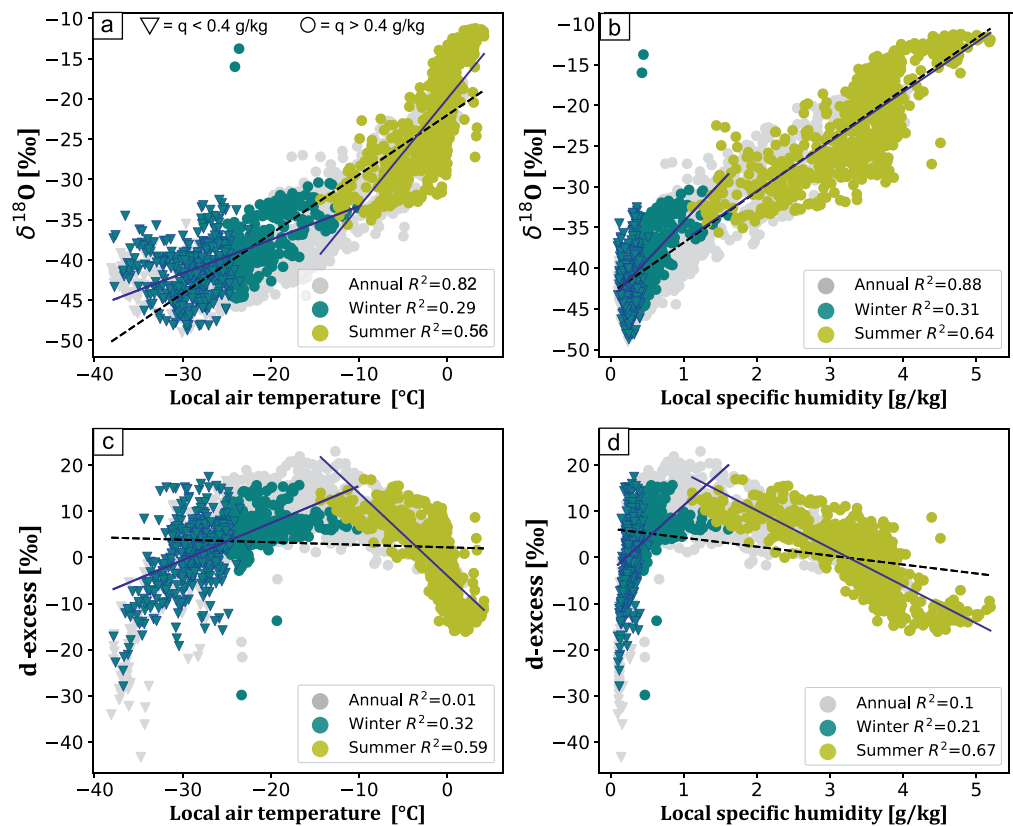 a
▽ = q < 0.4 g/kg
○ = q > 0.4 g/kg
−10
−15
−20
−25
−30
−35
−40
−45
−50
δ¹⁸O [‰]
Annual R²=0.82
Winter R²=0.29
Summer R²=0.56
−40
−30
−20
−10
0
Local air temperature [°C]
b
−10
−15
−20
−25
−30
−35
−40
−45
−50
δ¹⁸O [‰]
Annual R²=0.88
Winter R²=0.31
Summer R²=0.64
0
1
2
3
4
5
Local specific humidity [g/kg]
c
20
10
0
−10
−20
−30
−40
d-excess [‰]
Annual R²=0.01
Winter R²=0.32
Summer R²=0.59
−40
−30
−20
−10
0
Local air temperature [°C]
d
20
10
0
−10
−20
−30
−40
d-excess [‰]
Annual R²=0.1
Winter R²=0.21
Summer R²=0.67
0
1
2
3
4
5
Local specific humidity [g/kg]